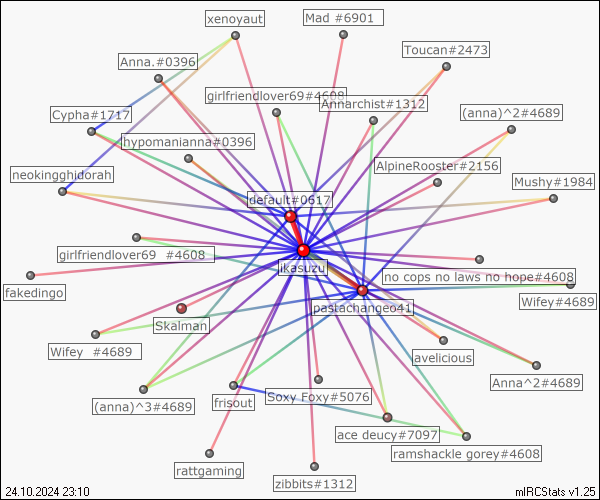 xenoyaut
Mad #6901
Toucan#2473
Anna.#0396
girlfriendlover69#4608
Annarchist#1312
Cypha#1717
(anna)^2#4689
hypomanianna#0396
AlpineRooster#2156
neokingghidorah
Mushy#1984
default#0617
girlfriendlover69 #4608
ikasuzu
no cops no laws no hope#4608
fakedingo
Wifey#4689
pastachange041
Skalman
Wifey #4689
avelicious
Anna^2#4689
(anna)^3#4689
frisout
Soxy Foxy#5076
ace deucy#7097
ramshackle gorey#4608
rattgaming
zibbits#1312
24.10.2024 23:10
mIRCStats v1.25